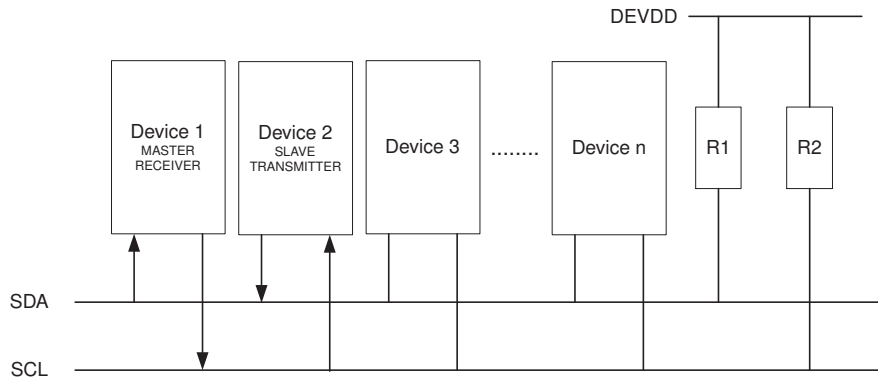 DEVDD
Device 1
MASTER
RECEIVER
Device 2
SLAVE
TRANSMITTER
Device 3
........
Device n
R1
R2
SDA
SCL